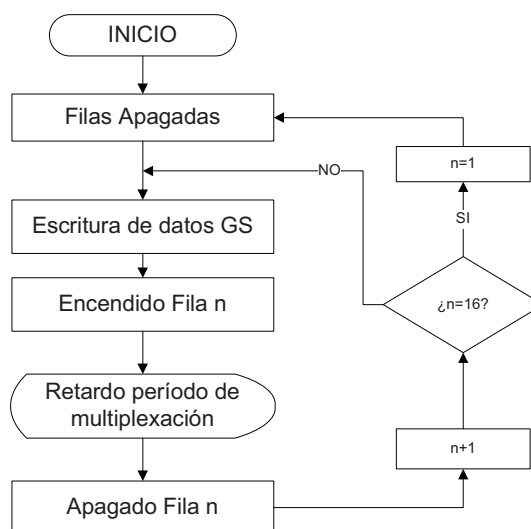 INICIO
Filas Apagadas
NO
n=1
Escritura de datos GS
SI
Encendido Fila n
¿n=16?
Retardo período de
multiplexación
n+1
Apagado Fila n